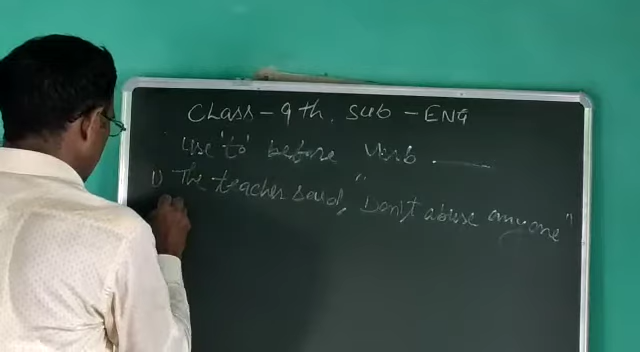 Class - 9th, Sub - ENG
Use 'to' before Verb
1) The teacher said, "Don't abuse anyone"